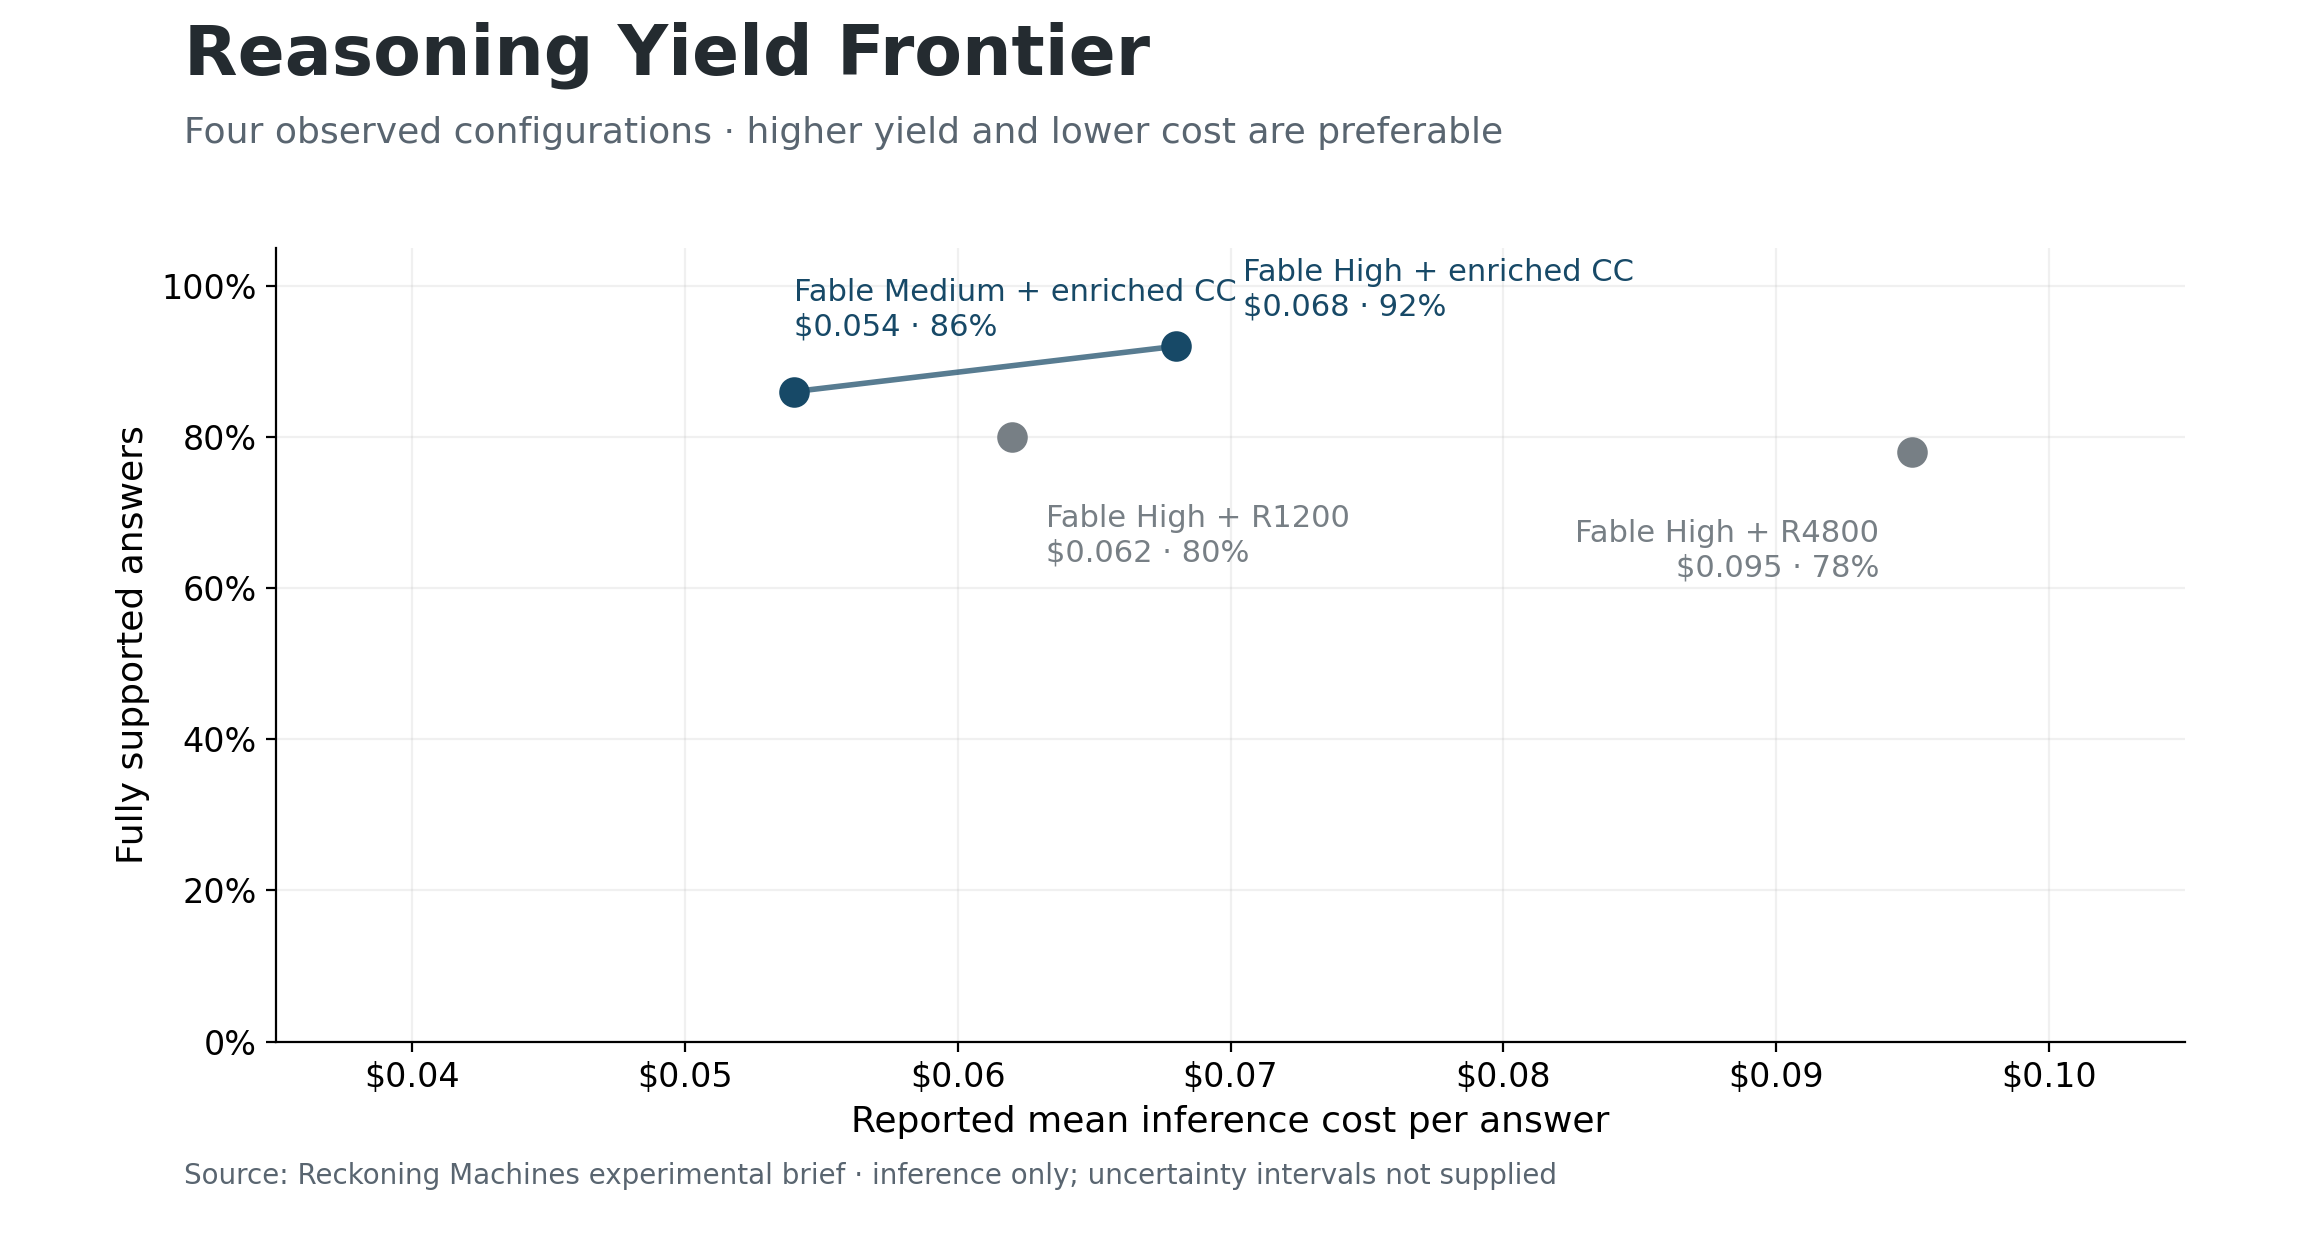 Reasoning Yield Frontier
Four observed configurations · higher yield and lower cost are preferable
Fable High + enriched CC
$0.068 · 92%
Fable Medium + enriched CC
$0.054 · 86%
Fable High + R1200
$0.062 · 80%
Fable High + R4800
$0.095 · 78%
Fully supported answers
100%
80%
60%
40%
20%
0%
$0.04
$0.05
$0.06
$0.07
$0.08
$0.09
$0.10
Reported mean inference cost per answer
Source: Reckoning Machines experimental brief · inference only; uncertainty intervals not supplied